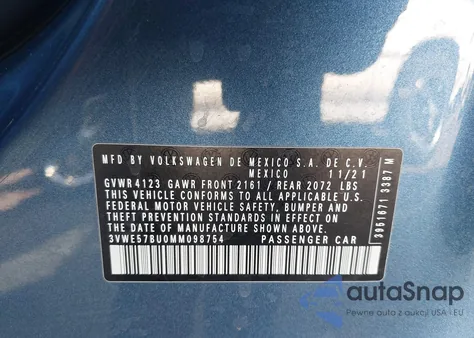 MFD BY VOLKSWAGEN DE MEXICO S.A. DE C.V.
MEXICO 11/21
GVWR 4123 GAWR FRONT 2161 / REAR 2072 LBS
THIS VEHICLE CONFORMS TO ALL APPLICABLE U.S.
FEDERAL MOTOR VEHICLE SAFETY, BUMPER AND
THEFT PREVENTION STANDARDS IN EFFECT ON
THE DATE OF MANUFACTURE SHOWN ABOVE
3VWE57BU0MM098754 PASSENGER CAR
3951671 3387 M
autaSnap
Pewne auta z aukcji USA i EU